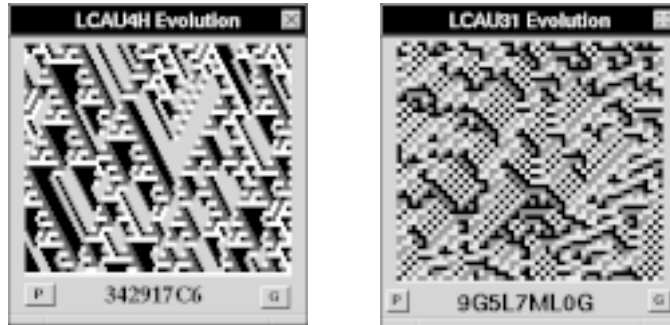 LCAU4H Evolution
P 342917C6 G
LCAU31 Evolution
P 9G5L7ML0G G